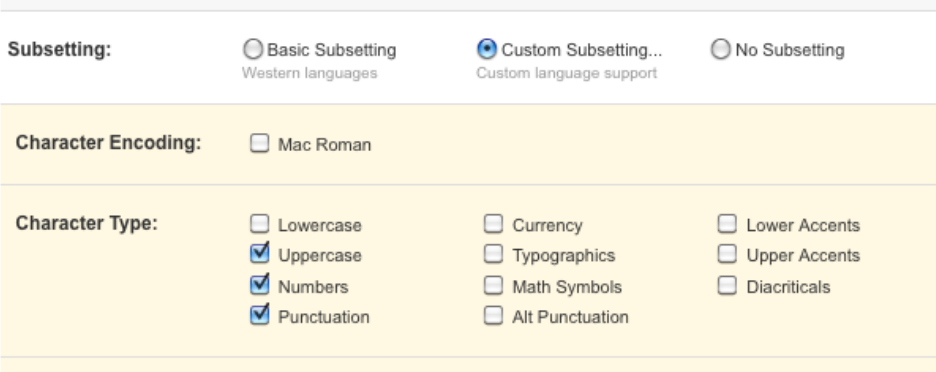 Subsetting: Basic Subsetting Custom Subsetting... No Subsetting
Western languages Custom language support
Character Encoding: Mac Roman
Character Type: Lowercase Currency Lower Accents
Uppercase Typographics Upper Accents
Numbers Math Symbols Diacriticals
Punctuation Alt Punctuation